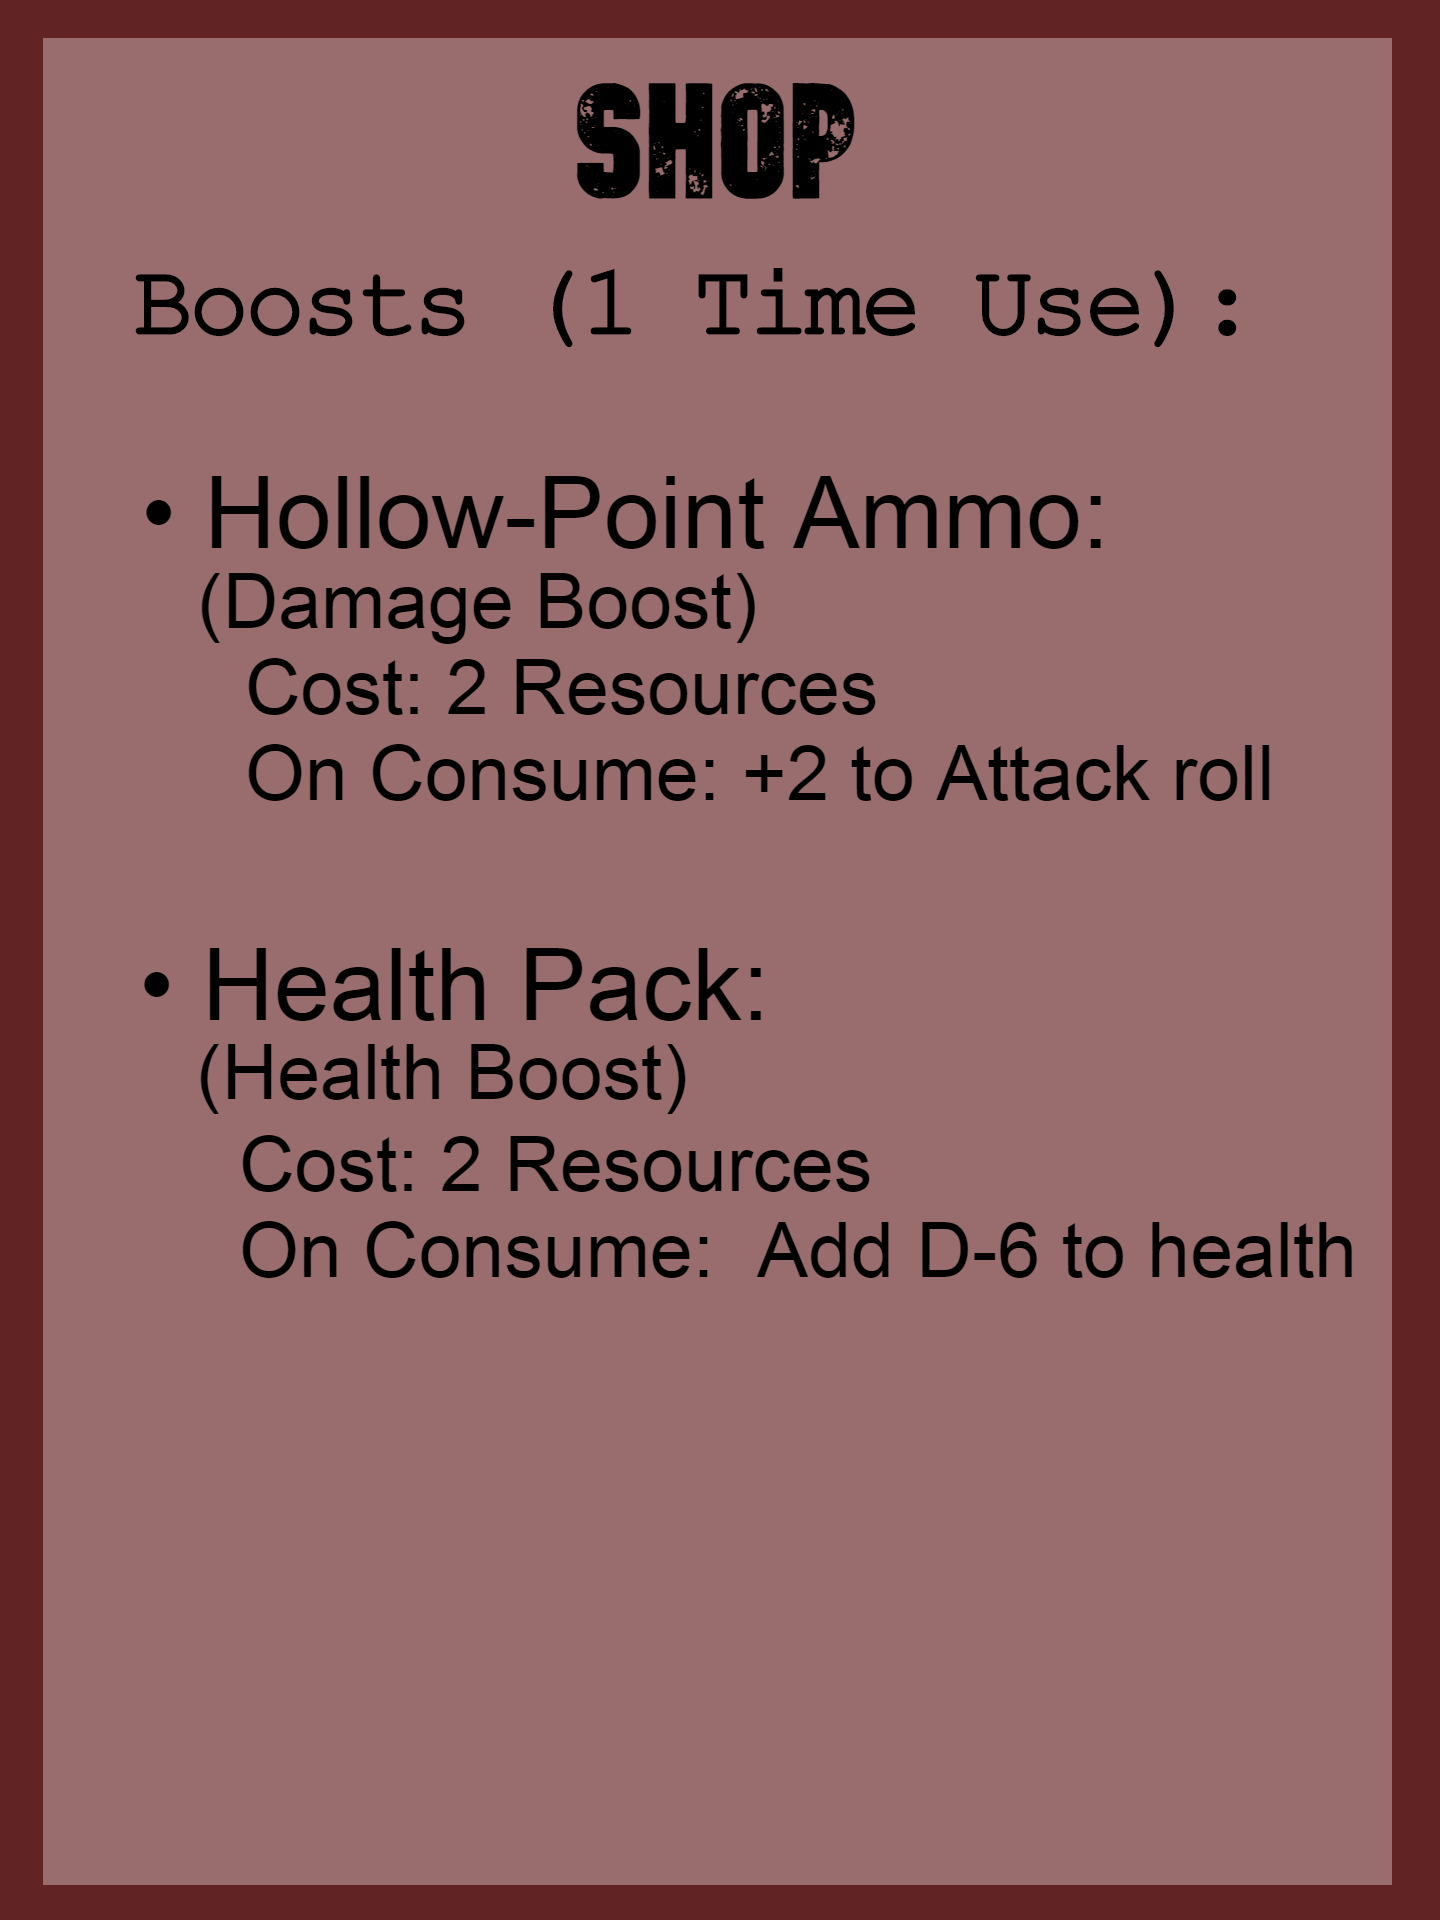 SHOP
Boosts (1 Time Use):
• Hollow-Point Ammo:
(Damage Boost)
Cost: 2 Resources
On Consume: +2 to Attack roll
• Health Pack:
(Health Boost)
Cost: 2 Resources
On Consume:  Add D-6 to health